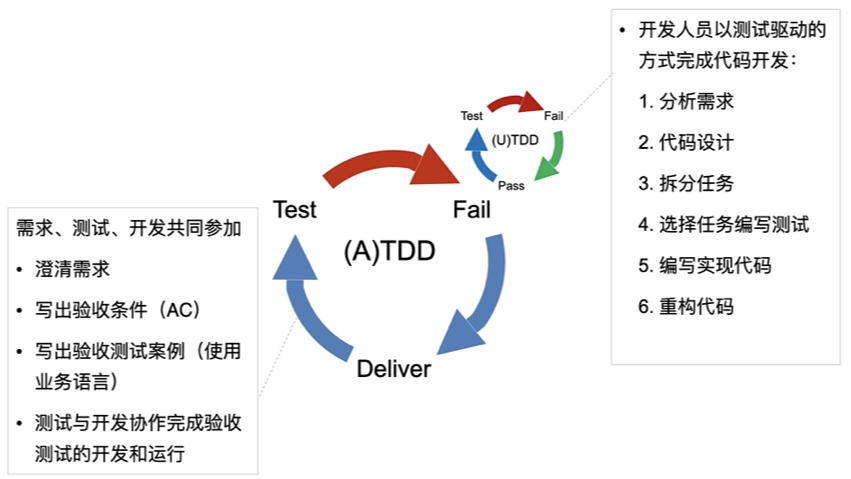 • 开发人员以测试驱动的
方式完成代码开发：
1. 分析需求
2. 代码设计
3. 拆分任务
4. 选择任务编写测试
5. 编写实现代码
6. 重构代码
Test
Fail
(U)TDD
Pass
Test
Fail
(A)TDD
Deliver
需求、测试、开发共同参加
• 澄清需求
• 写出验收条件（AC）
• 写出验收测试案例（使用
业务语言）
• 测试与开发协作完成验收
测试的开发和运行